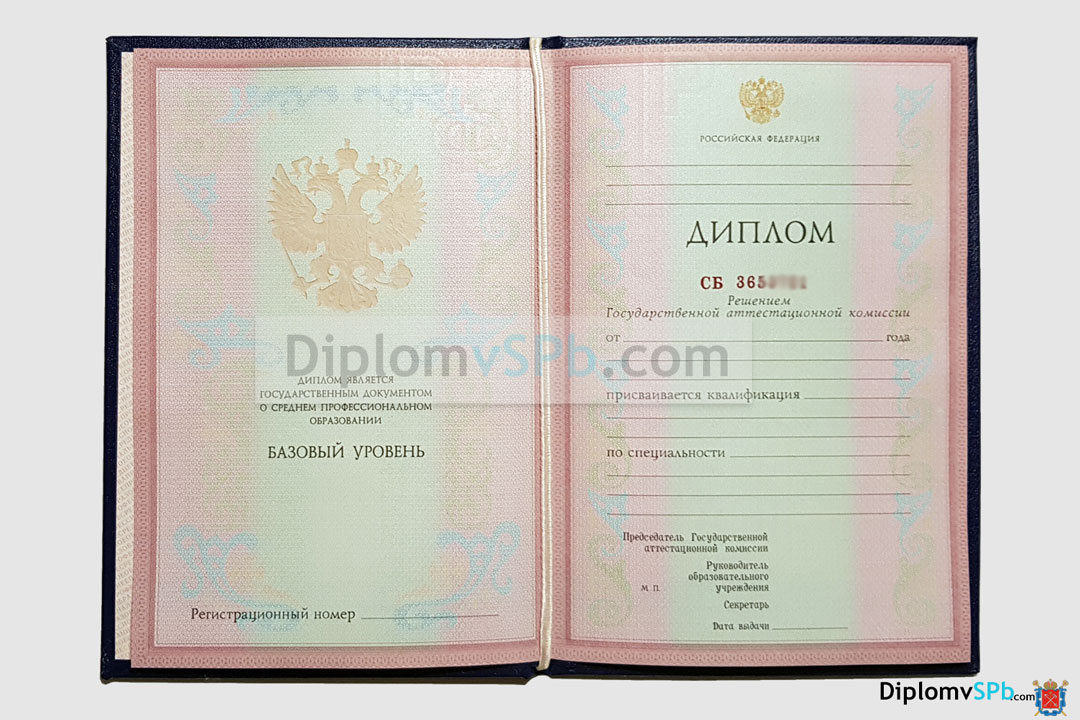 ДИПЛОМ ЯВЛЯЕТСЯ
ГОСУДАРСТВЕННЫМ ДОКУМЕНТОМ
О СРЕДНЕМ ПРОФЕССИОНАЛЬНОМ
ОБРАЗОВАНИИ
БАЗОВЫЙ УРОВЕНЬ
Регистрационный номер
РОССИЙСКАЯ ФЕДЕРАЦИЯ
ДИПЛОМ
СБ 365
Решением
Государственной аттестационной комиссии
от года
присваивается квалификация
по специальности
Председатель Государственной
аттестационной комиссии
Руководитель
образовательного
М П. учреждения
Секретарь
Дата выдачи
DiplomvSPb.com
DiplomvSPb.com